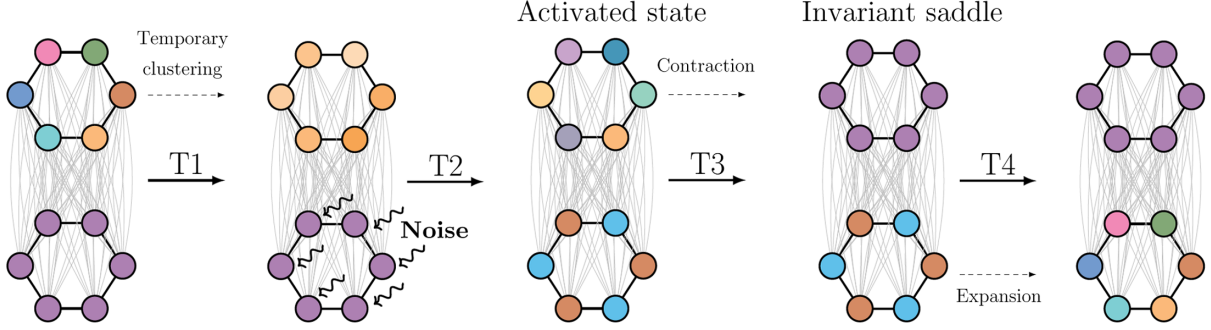 Activated state
Invariant saddle
Temporary
clustering
Contraction
T1
T2
T3
T4
Noise
Expansion